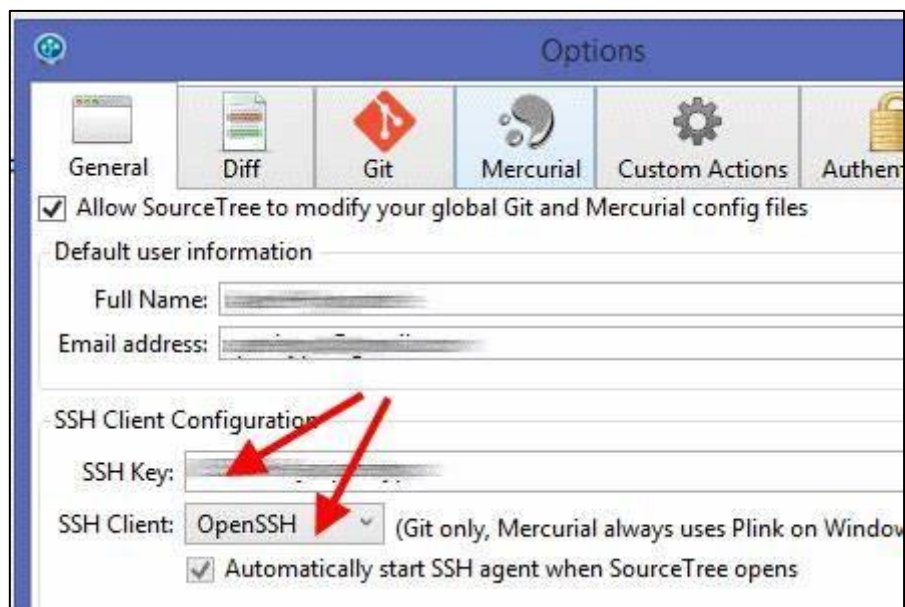 Options
General Diff Git Mercurial Custom Actions
Allow SourceTree to modify your global Git and Mercurial config files
Default user information
Full Name:
Email address:
SSH Client Configuration
SSH Key:
SSH Client: OpenSSH (Git only, Mercurial always uses Plink on
Automatically start SSH agent when SourceTree opens